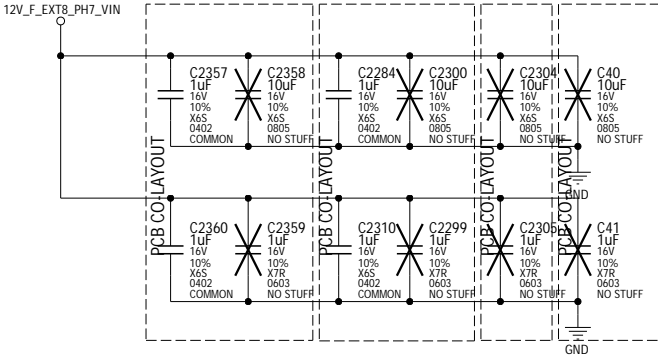 12V_F_EXT8_PH7_VIN
C2357
1uF
16V
10%
X6S
0402
COMMON
C2358
10uF
16V
10%
X6S
0805
NO STUFF
C2284
1uF
16V
10%
X6S
0402
COMMON
C2300
10uF
16V
10%
X6S
0805
NO STUFF
C2304
10uF
16V
10%
X6S
0805
NO STUFF
C40
10uF
16V
10%
X6S
0805
NO STUFF
PCB CO-LAYOUT
PCB CO-LAYOUT
PCB CO-LAYOUT
PCB CO-LAYOUT
GND
C2360
1uF
16V
10%
X6S
0402
COMMON
C2359
1uF
16V
10%
X7R
0603
NO STUFF
C2310
1uF
16V
10%
X6S
0402
COMMON
C2299
1uF
16V
10%
X7R
0603
NO STUFF
C2305
1uF
16V
10%
X7R
0603
NO STUFF
C41
1uF
16V
10%
X7R
0603
NO STUFF
GND